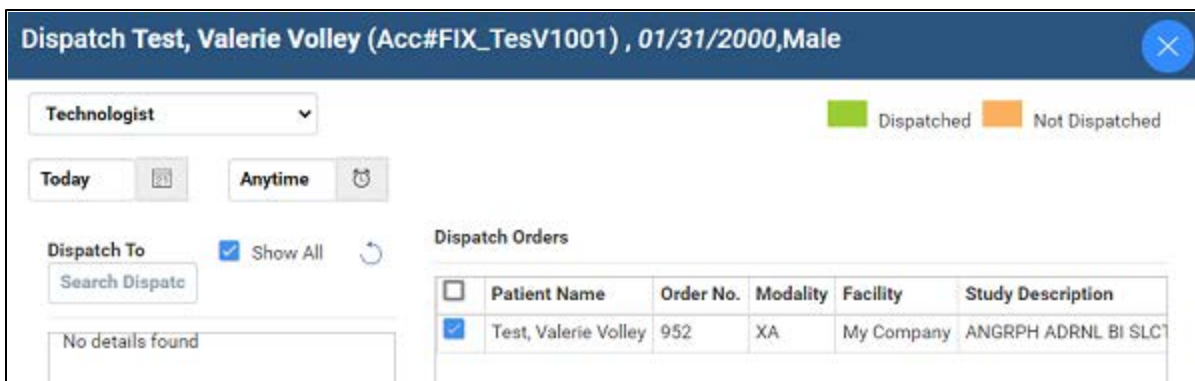 Dispatch Test, Valerie Volley (Acc#FIX_TesV1001) , 01/31/2000,Male
Technologist
Dispatched Not Dispatched
Today Anytime
Dispatch To Show All
Search Dispatc
No details found
Dispatch Orders
Patient Name Order No. Modality Facility Study Description
Test, Valerie Volley 952 XA My Company ANGRPH ADRNL BI SLCT